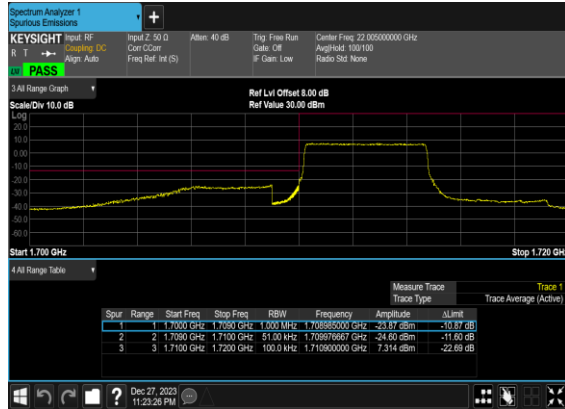 Spectrum Analyzer 1
Spurious Emissions
+
KEYSIGHT Input: RF Input Z: 50 Ω Atten: 40 dB Trig: Free Run Center Freq: 22.005000000 GHz
R T Coupling: DC Corr CCorr Gate: Off Avg|Hold: 100/100
Align: Auto Freq Ref: Int (S) IF Gain: Low Radio Std: None
LV PASS
3 All Range Graph Ref Lvl Offset 8.00 dB
Scale/Div 10.0 dB Ref Value 30.00 dBm
Log
20.0
10.0
0.00
-10.0
-20.0
-30.0
-40.0
-50.0
-60.0
Start 1.700 GHz Stop 1.720 GHz
4 All Range Table
Measure Trace Trace 1
Trace Type Trace Average (Active)
Spur Range Start Freq Stop Freq RBW Frequency Amplitude ΔLimit
1 1 1.7000 GHz 1.7090 GHz 1.000 MHz 1.708985000 GHz -23.87 dBm -10.87 dB
2 2 1.7090 GHz 1.7100 GHz 51.00 kHz 1.709976667 GHz -24.60 dBm -11.60 dB
3 3 1.7100 GHz 1.7200 GHz 100.0 kHz 1.710900000 GHz 7.314 dBm -22.69 dB
? Dec 27, 2023
11:23:26 PM